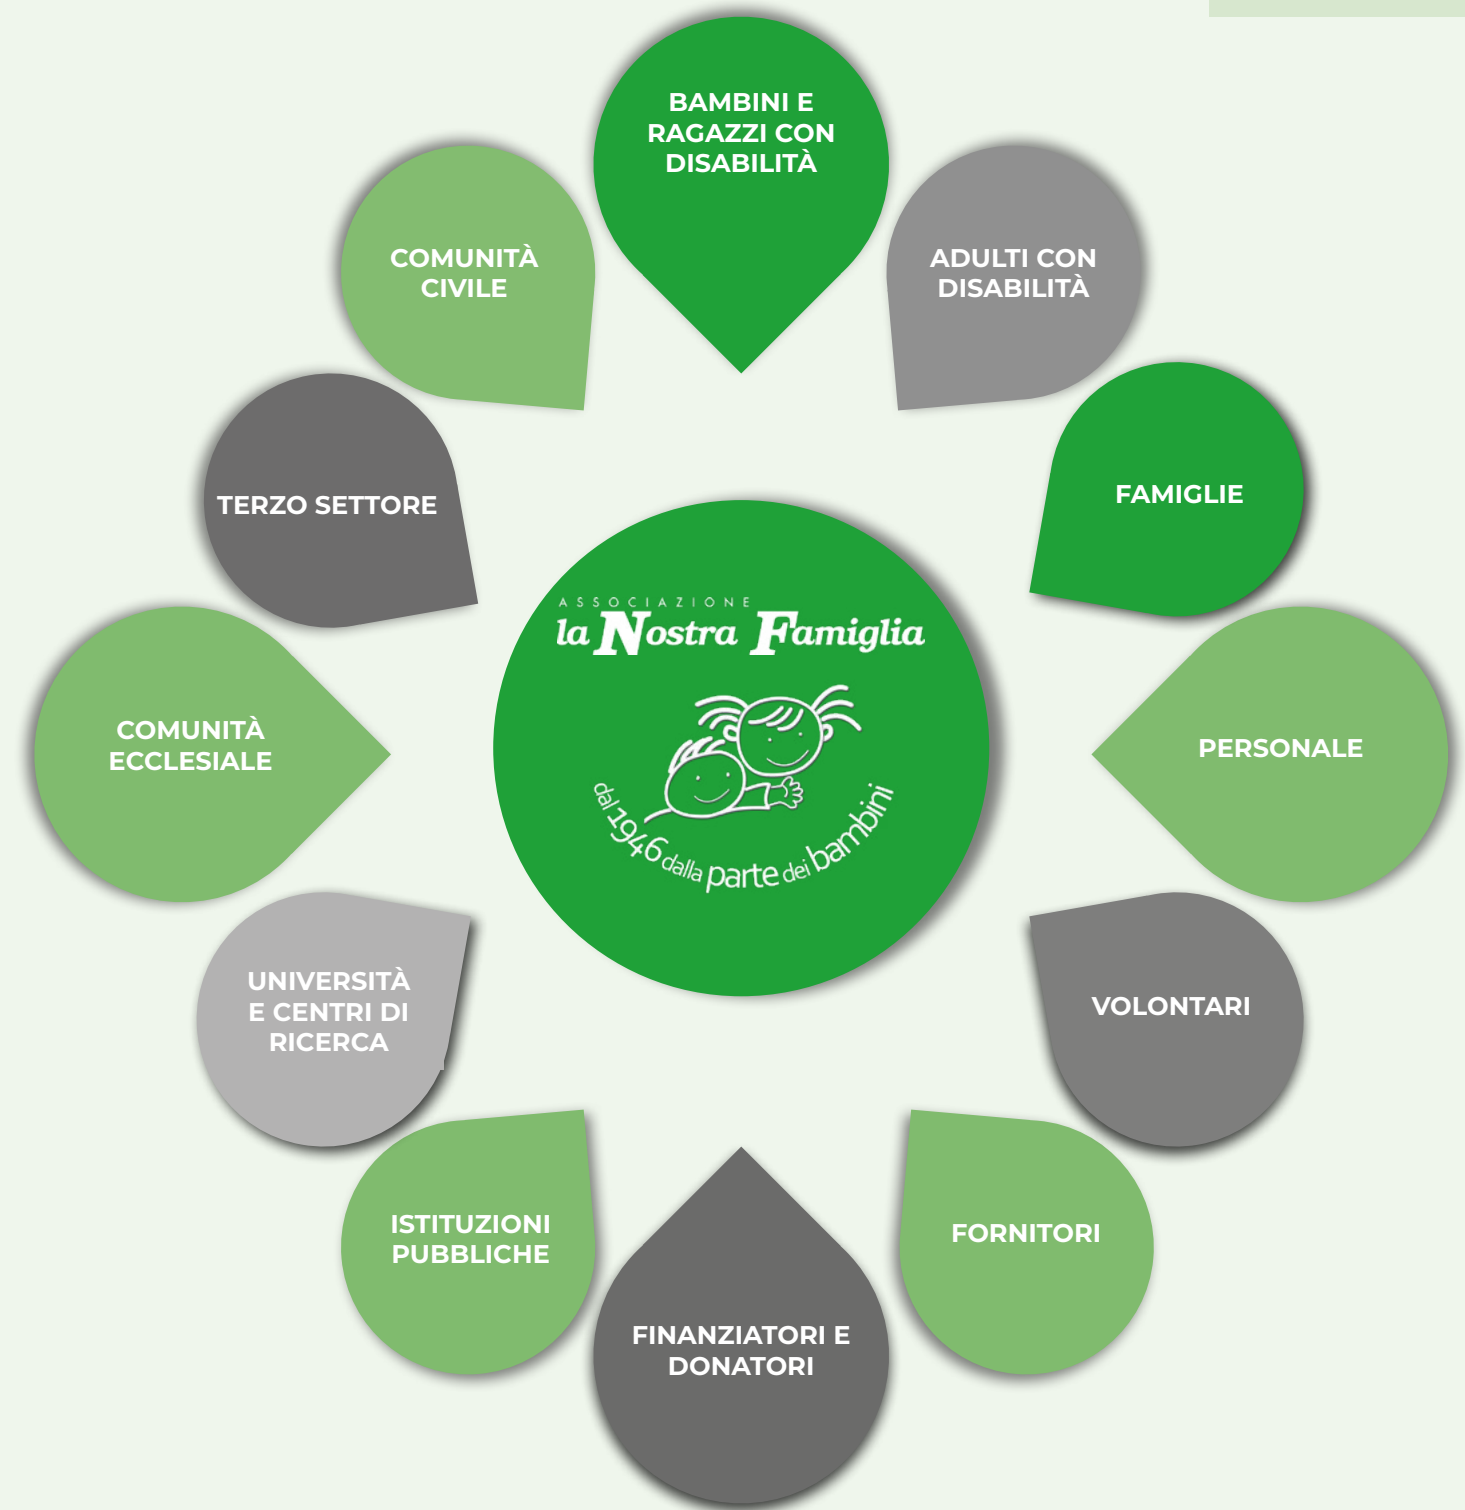 BAMBINI E
RAGAZZI CON
DISABILITÀ
ADULTI CON
DISABILITÀ
FAMIGLIE
PERSONALE
VOLONTARI
FORNITORI
FINANZIATORI E
DONATORI
ISTITUZIONI
PUBBLICHE
UNIVERSITÀ
E CENTRI DI
RICERCA
COMUNITÀ
ECCLESIALE
TERZO SETTORE
COMUNITÀ
CIVILE
ASSOCIAZIONE
la Nostra Famiglia
dal 1946 dalla parte dei bambini